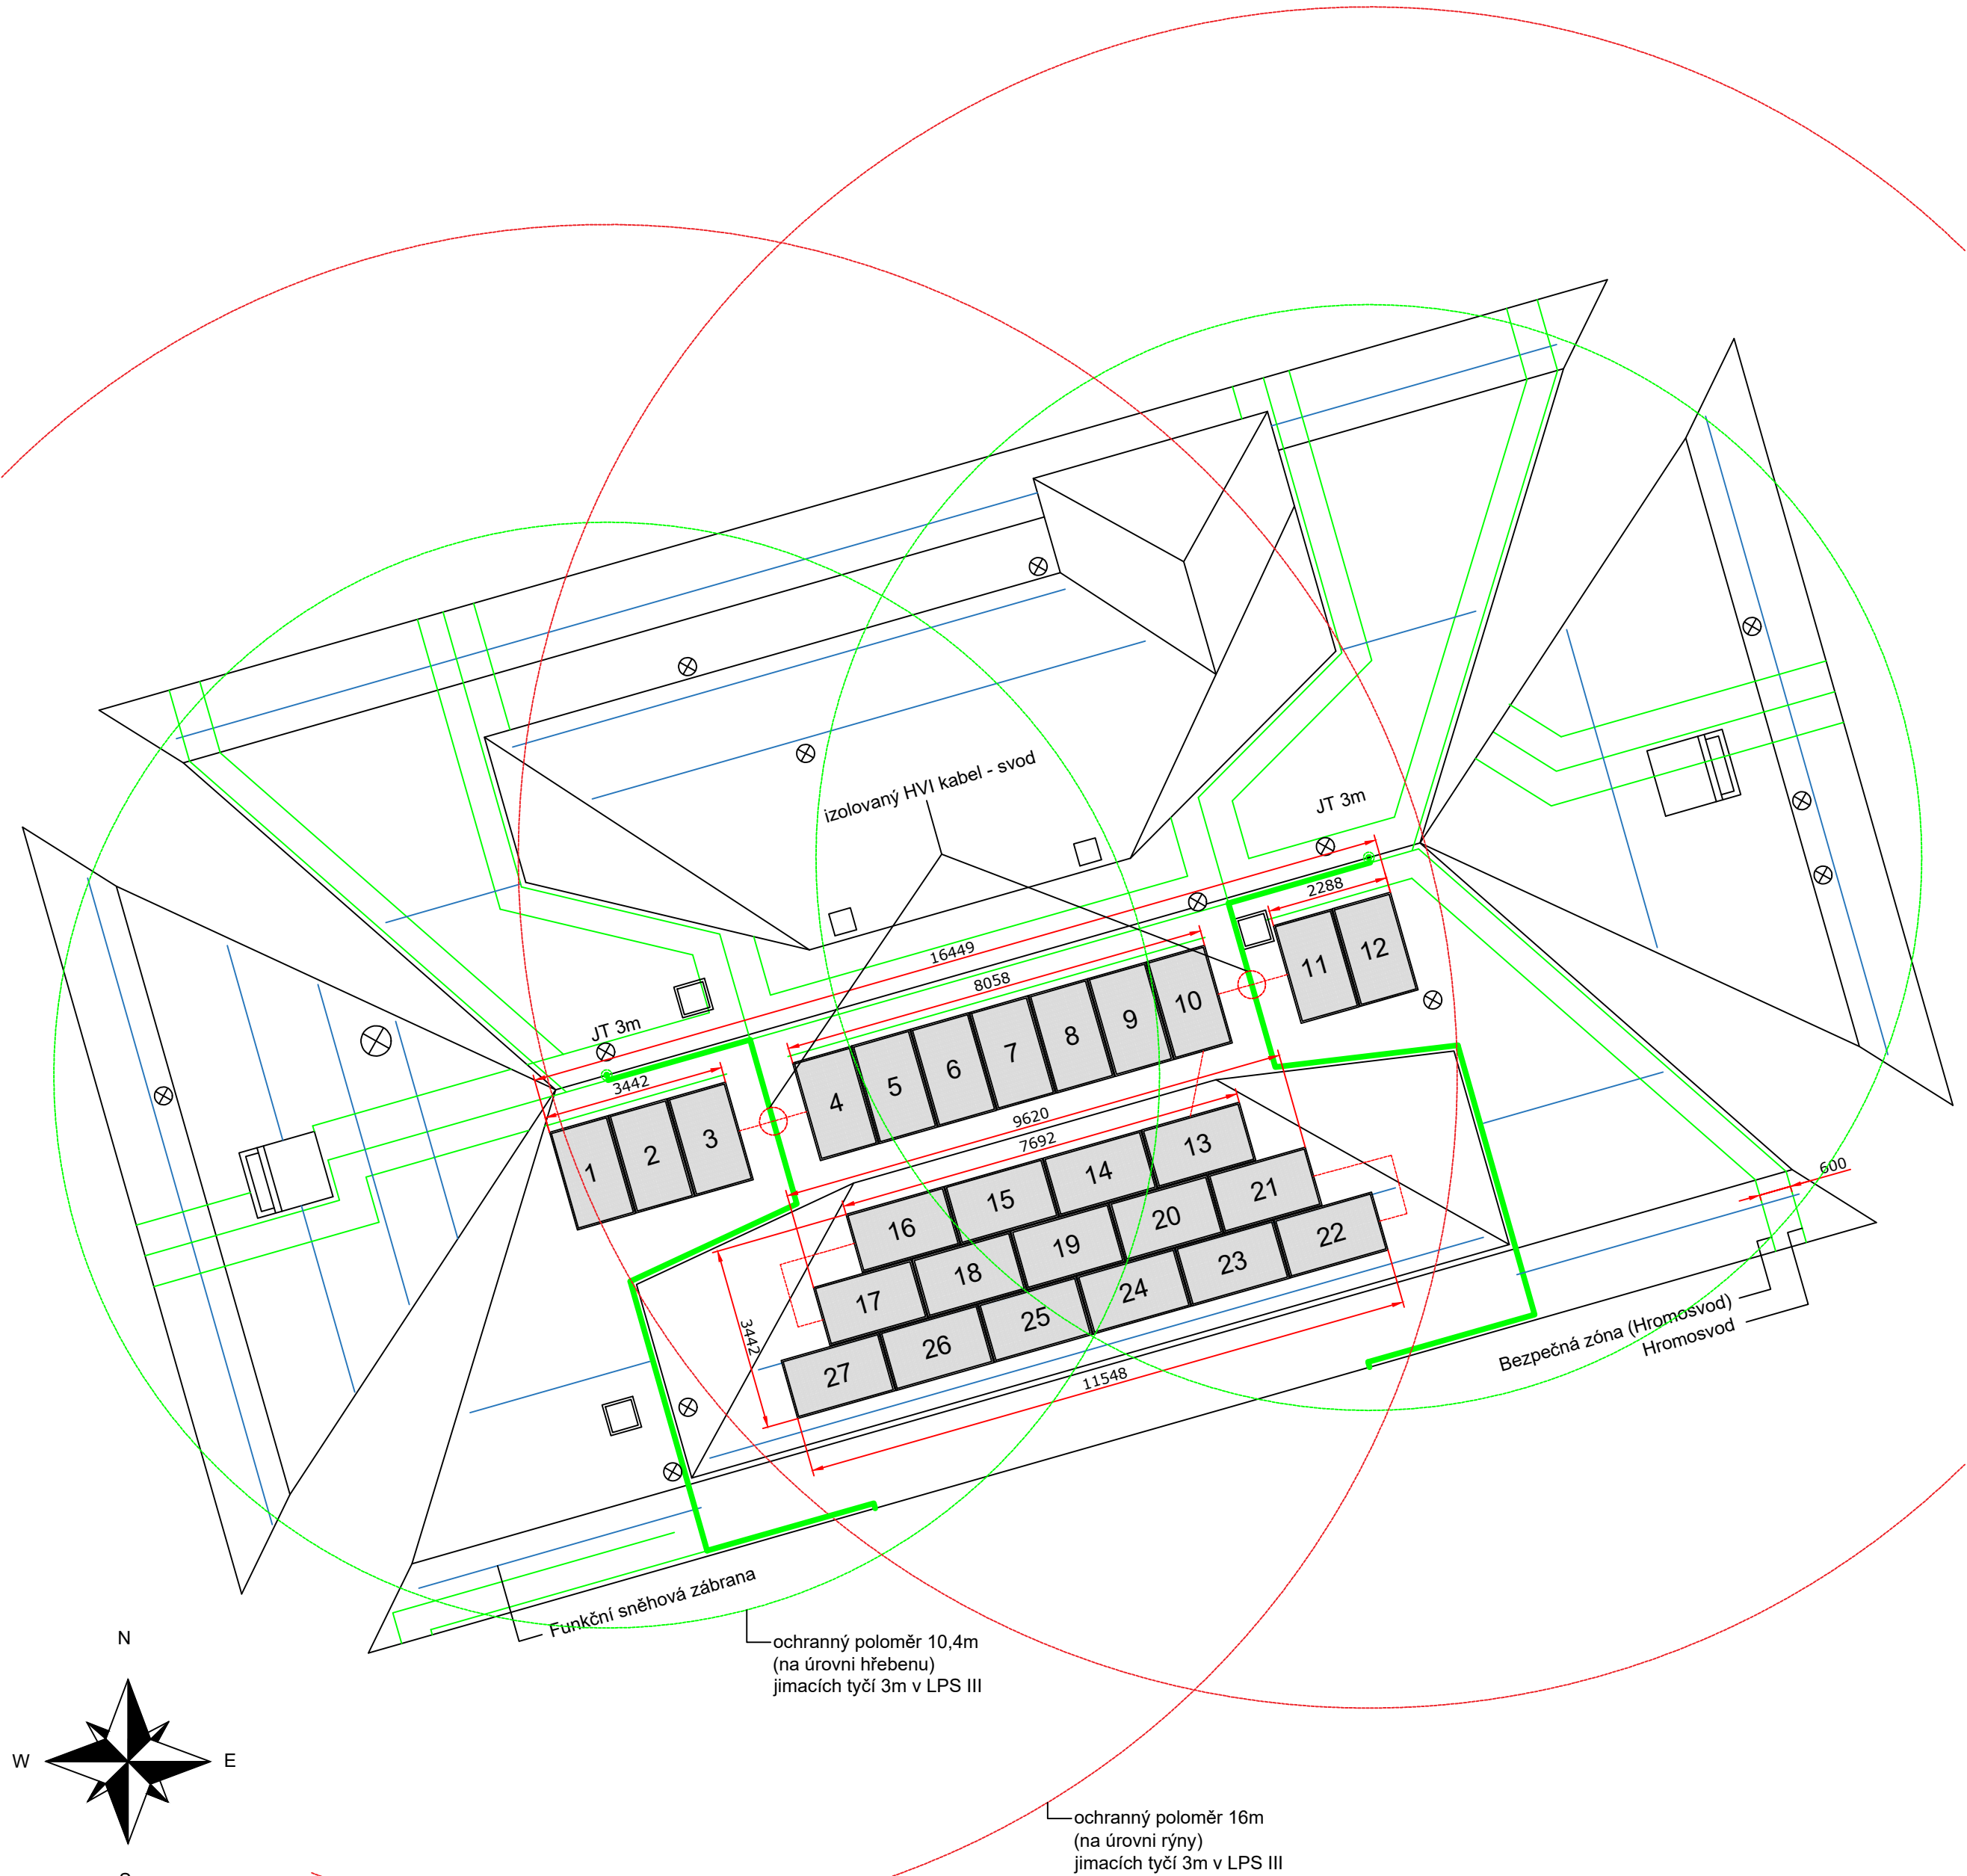 izolovaný HVI kabel - svod
JT 3m
2288
16449
8058
11
12
10
9
8
7
6
5
4
JT 3m
3442
1
2
3
9620
7692
13
14
15
16
21
20
19
18
17
22
23
24
25
26
27
3442
11548
600
Bezpečná zóna (Hromosvod)
Hromosvod
Funkční sněhová zábrana
ochranný poloměr 10,4m
(na úrovni hřebenu)
jimacích tyčí 3m v LPS III
N
W
E
ochranný poloměr 16m
(na úrovni rýny)
jimacích tyčí 3m v LPS III